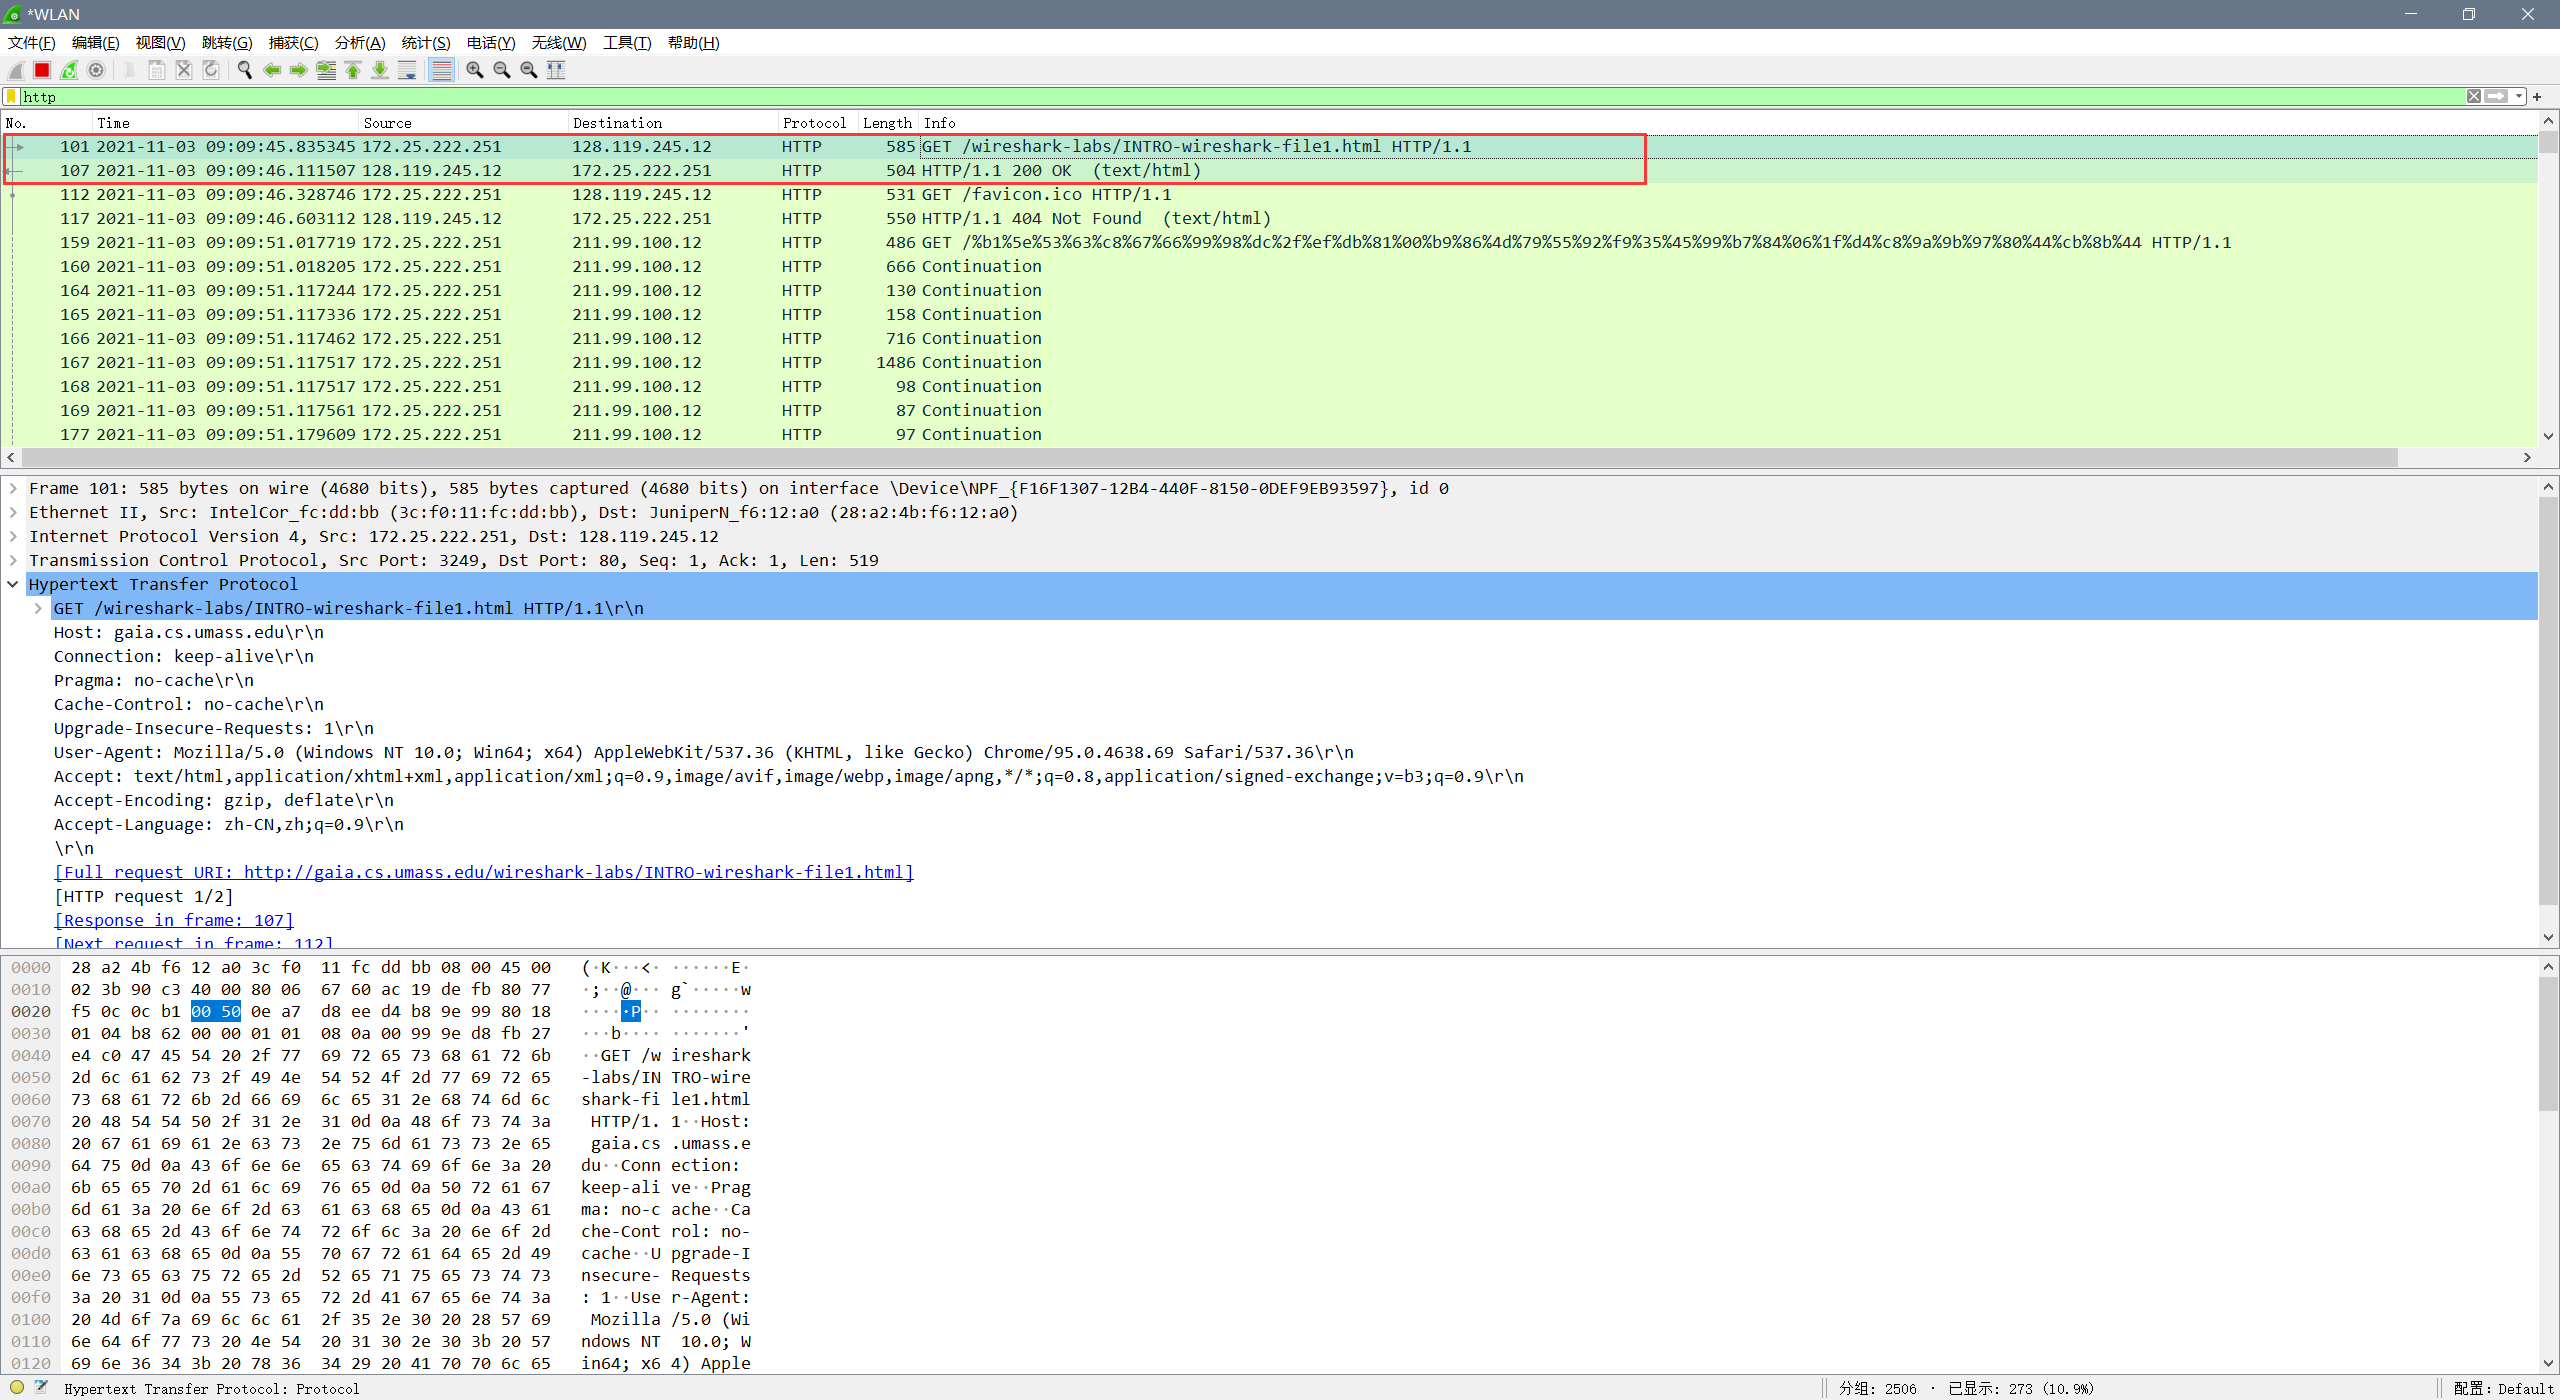 *WLAN
文件(F) 编辑(E) 视图(V) 跳转(G) 捕获(C) 分析(A) 统计(S) 电话(Y) 无线(W) 工具(T) 帮助(H)
http
No. Time Source Destination Protocol Length Info
101 2021-11-03 09:09:45.835345 172.25.222.251 128.119.245.12 HTTP 585 GET /wireshark-labs/INTRO-wireshark-file1.html HTTP/1.1
107 2021-11-03 09:09:46.111507 128.119.245.12 172.25.222.251 HTTP 504 HTTP/1.1 200 OK  (text/html)
112 2021-11-03 09:09:46.328746 172.25.222.251 128.119.245.12 HTTP 531 GET /favicon.ico HTTP/1.1
117 2021-11-03 09:09:46.603112 128.119.245.12 172.25.222.251 HTTP 550 HTTP/1.1 404 Not Found  (text/html)
159 2021-11-03 09:09:51.017719 172.25.222.251 211.99.100.12 HTTP 486 GET /%b1%5e%53%63%c8%67%66%99%98%dc%2f%ef%db%81%00%b9%86%4d%79%55%92%f9%35%45%99%b7%84%06%1f%d4%c8%9a%9b%97%80%44%cb%8b%44 HTTP/1.1
160 2021-11-03 09:09:51.018205 172.25.222.251 211.99.100.12 HTTP 666 Continuation
164 2021-11-03 09:09:51.117244 172.25.222.251 211.99.100.12 HTTP 130 Continuation
165 2021-11-03 09:09:51.117336 172.25.222.251 211.99.100.12 HTTP 158 Continuation
166 2021-11-03 09:09:51.117462 172.25.222.251 211.99.100.12 HTTP 716 Continuation
167 2021-11-03 09:09:51.117517 172.25.222.251 211.99.100.12 HTTP 1486 Continuation
168 2021-11-03 09:09:51.117517 172.25.222.251 211.99.100.12 HTTP 98 Continuation
169 2021-11-03 09:09:51.117561 172.25.222.251 211.99.100.12 HTTP 87 Continuation
177 2021-11-03 09:09:51.179609 172.25.222.251 211.99.100.12 HTTP 97 Continuation
Frame 101: 585 bytes on wire (4680 bits), 585 bytes captured (4680 bits) on interface \Device\NPF_{F16F1307-12B4-440F-8150-0DEF9EB93597}, id 0
Ethernet II, Src: IntelCor_fc:dd:bb (3c:f0:11:fc:dd:bb), Dst: JuniperN_f6:12:a0 (28:a2:4b:f6:12:a0)
Internet Protocol Version 4, Src: 172.25.222.251, Dst: 128.119.245.12
Transmission Control Protocol, Src Port: 3249, Dst Port: 80, Seq: 1, Ack: 1, Len: 519
Hypertext Transfer Protocol
GET /wireshark-labs/INTRO-wireshark-file1.html HTTP/1.1\r\n
Host: gaia.cs.umass.edu\r\n
Connection: keep-alive\r\n
Pragma: no-cache\r\n
Cache-Control: no-cache\r\n
Upgrade-Insecure-Requests: 1\r\n
User-Agent: Mozilla/5.0 (Windows NT 10.0; Win64; x64) AppleWebKit/537.36 (KHTML, like Gecko) Chrome/95.0.4638.69 Safari/537.36\r\n
Accept: text/html,application/xhtml+xml,application/xml;q=0.9,image/avif,image/webp,image/apng,*/*;q=0.8,application/signed-exchange;v=b3;q=0.9\r\n
Accept-Encoding: gzip, deflate\r\n
Accept-Language: zh-CN,zh;q=0.9\r\n
\r\n
[Full request URI: http://gaia.cs.umass.edu/wireshark-labs/INTRO-wireshark-file1.html]
[HTTP request 1/2]
[Response in frame: 107]
[Next request in frame: 112]
0000 28 a2 4b f6 12 a0 3c f0 11 fc dd bb 08 00 45 00 (·K···<· ······E·
0010 02 3b 90 c3 40 00 80 06 67 60 ac 19 de fb 80 77 ·;··@··· g`·····w
0020 f5 0c 0c b1 00 50 0e a7 d8 ee d4 b8 9e 99 80 18 ·····P·· ········
0030 01 04 b8 62 00 00 01 01 08 0a 00 99 9e d8 fb 27 ···b···· ·······'
0040 e4 c0 47 45 54 20 2f 77 69 72 65 73 68 61 72 6b ··GET /w ireshark
0050 2d 6c 61 62 73 2f 49 4e 54 52 4f 2d 77 69 72 65 -labs/IN TRO-wire
0060 73 68 61 72 6b 2d 66 69 6c 65 31 2e 68 74 6d 6c shark-fi le1.html
0070 20 48 54 54 50 2f 31 2e 31 0d 0a 48 6f 73 74 3a HTTP/1. 1··Host:
0080 20 67 61 69 61 2e 63 73 2e 75 6d 61 73 73 2e 65 gaia.cs .umass.e
0090 64 75 0d 0a 43 6f 6e 6e 65 63 74 69 6f 6e 3a 20 du··Conn ection:
00a0 6b 65 65 70 2d 61 6c 69 76 65 0d 0a 50 72 61 67 keep-ali ve··Prag
00b0 6d 61 3a 20 6e 6f 2d 63 61 63 68 65 0d 0a 43 61 ma: no-c ache··Ca
00c0 63 68 65 2d 43 6f 6e 74 72 6f 6c 3a 20 6e 6f 2d che-Cont rol: no-
00d0 63 61 63 68 65 0d 0a 55 70 67 72 61 64 65 2d 49 cache··U pgrade-I
00e0 6e 73 65 63 75 72 65 2d 52 65 71 75 65 73 74 73 nsecure- Requests
00f0 3a 20 31 0d 0a 55 73 65 72 2d 41 67 65 6e 74 3a : 1··Use r-Agent:
0100 20 4d 6f 7a 69 6c 6c 61 2f 35 2e 30 20 28 57 69 Mozilla /5.0 (Wi
0110 6e 64 6f 77 73 20 4e 54 20 31 30 2e 30 3b 20 57 ndows NT 10.0; W
0120 69 6e 36 34 3b 20 78 36 34 29 20 41 70 70 6c 65 in64; x6 4) Apple
Hypertext Transfer Protocol: Protocol 分组: 2506 · 已显示: 273 (10.9%) 配置: Default